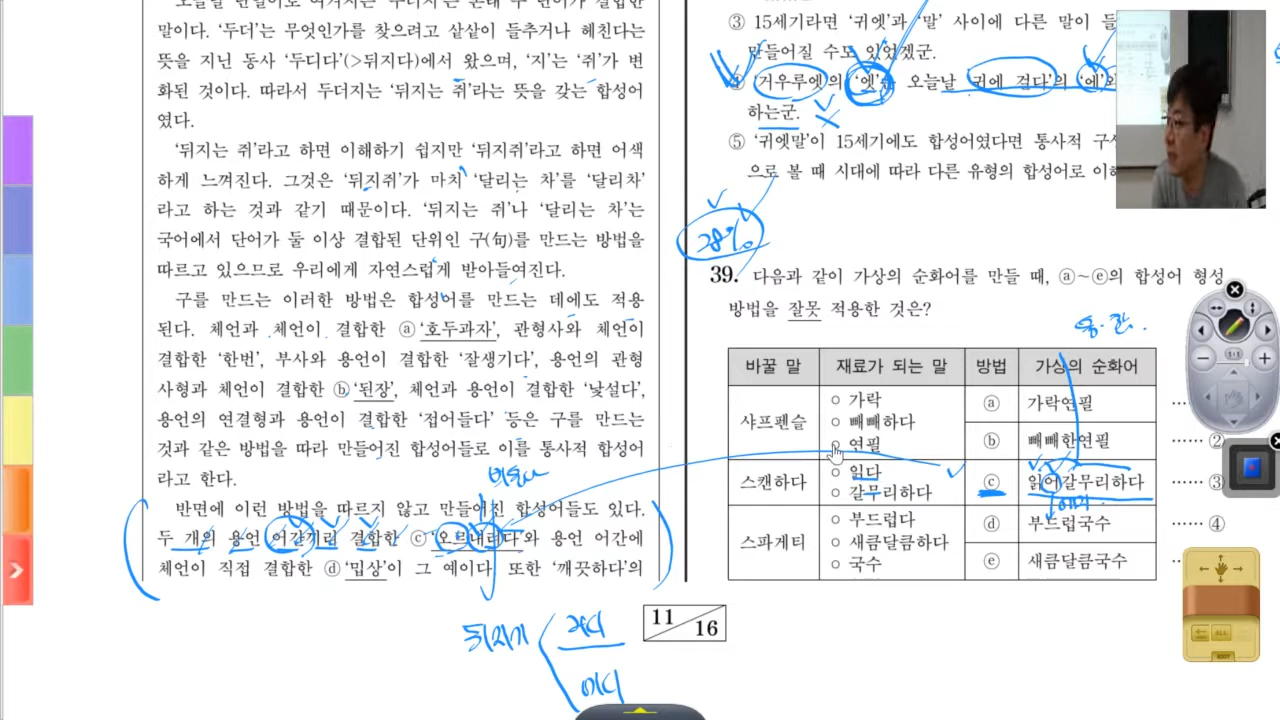 말이다. ‘두더’는 무엇인가를 찾으려고 샅샅이 들추거나 헤친다는
뜻을 지닌 동사 ‘두디다’(>뒤지다)에서 왔으며, ‘지’는 ‘쥐’가 변
화된 것이다. 따라서 두더지는 ‘뒤지는 쥐’라는 뜻을 갖는 합성어
였다.
‘뒤지는 쥐’라고 하면 이해하기 쉽지만 ‘뒤지쥐’라고 하면 어색
하게 느껴진다. 그것은 ‘뒤지쥐’가 마치 ‘달리는 차’를 ‘달리차’
라고 하는 것과 같기 때문이다. ‘뒤지는 쥐’나 ‘달리는 차’는
국어에서 단어가 둘 이상 결합된 단위인 구(句)를 만드는 방법을
따르고 있으므로 우리에게 자연스럽게 받아들여진다.
구를 만드는 이러한 방법은 합성어를 만드는 데에도 적용
된다. 체언과 체언이 결합한 ⓐ ‘호두과자’, 관형사와 체언이
결합한 ‘한번’, 부사와 용언이 결합한 ‘잘생기다’, 용언의 관형
사형과 체언이 결합한 ⓑ ‘된장’, 체언과 용언이 결합한 ‘낯설다’,
용언의 연결형과 용언이 결합한 ‘접어들다’ 등은 구를 만드는
것과 같은 방법을 따라 만들어진 합성어들로 이를 통사적 합성어
라고 한다.
반면에 이런 방법을 따르지 않고 만들어진 합성어들도 있다.
두 개의 용언 어간끼리 결합한 ⓒ ‘오르내리다’와 용언 어간에
체언이 직접 결합한 ⓓ ‘밉상’이 그 예이다. 또한 ‘깨끗하다’의
11
16
③ 15세기라면 ‘귀엣’과 ‘말’ 사이에 다른 말이
만들어질 수도 있었겠군.
④ 거우루엣의 ‘엣’은 오늘날 귀에 걸다’의 ‘에’와
하는군.
⑤ ‘귀엣말’이 15세기에도 합성어였다면 통사적
으로 볼 때 시대에 따라 다른 유형의 합성어로
28%
39. 다음과 같이 가상의 순화어를 만들 때, ⓐ～ⓔ의 합성어 형성
방법을 잘못 적용한 것은?
바꿀 말 재료가 되는 말 방법 가상의 순화어
샤프펜슬 ○ 가락 ⓐ 가락연필
○ 빼빼하다
○ 연필 ⓑ 빼빼한연필 …… ②
스캔하다 ○ 읽다 ⓒ 읽어갈무리하다 …… ③
○ 갈무리하다
스파게티 ○ 부드럽다 ⓓ 부드럽국수 …… ④
○ 새큼달큼하다
○ 국수 ⓔ 새큼달큼국수